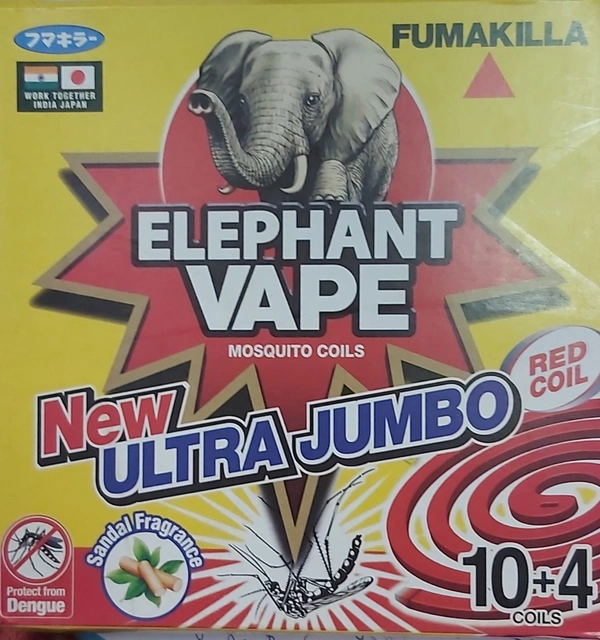 フマキラー
FUMAKILLA
WORK TOGETHER
INDIA JAPAN
ELEPHANT
VAPE
MOSQUITO COILS
RED
COIL
New
ULTRA JUMBO
Sandal Fragrance
Protect from
Dengue
10+4
COILS